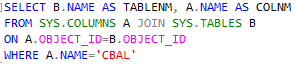 SELECT B.NAME AS TABLENM, A.NAME AS COLNM
FROM SYS.COLUMNS A JOIN SYS.TABLES B
ON A.OBJECT_ID=B.OBJECT_ID
WHERE A.NAME='CBAL'